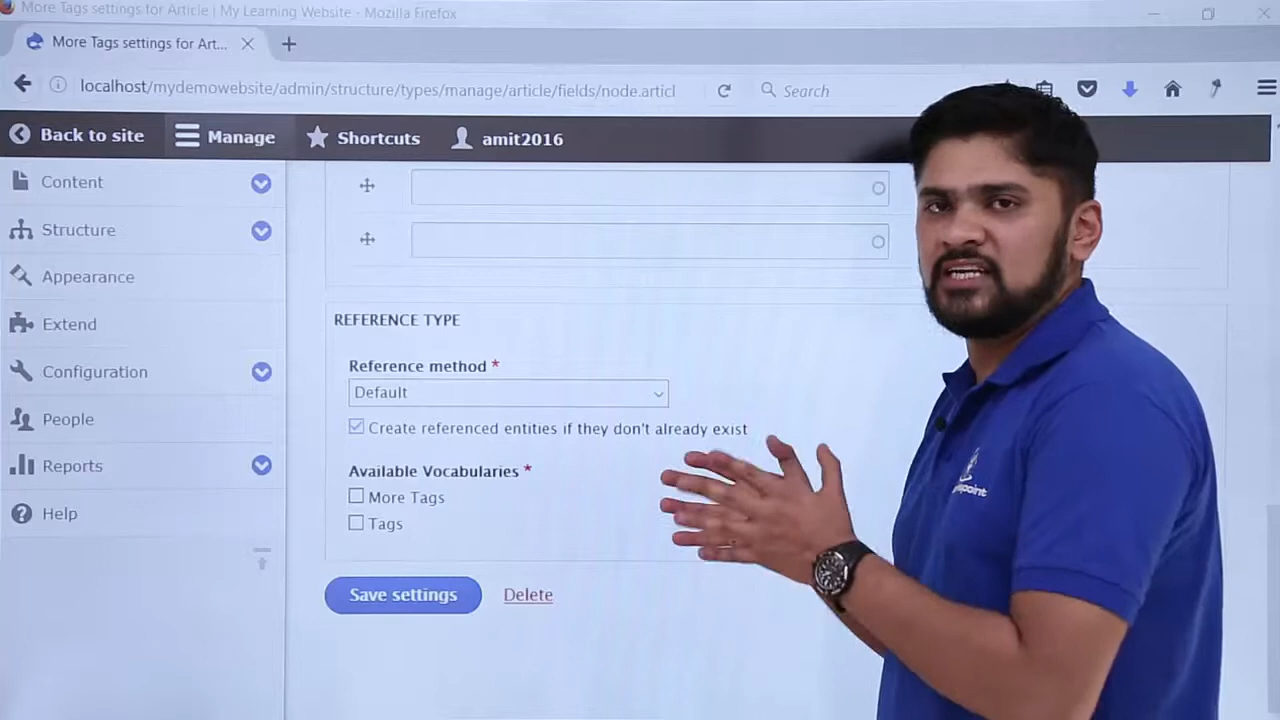 More Tags settings for Article | My Learning Website - Mozilla Firefox
More Tags settings for Art...
localhost/mydemowebsite/admin/structure/types/manage/article/fields/node.articl
Search
Back to site
Manage
Shortcuts
amit2016
Content
Structure
Appearance
Extend
Configuration
People
Reports
Help
REFERENCE TYPE
Reference method *
Default
Create referenced entities if they don't already exist
Available Vocabularies *
More Tags
Tags
Save settings
Delete